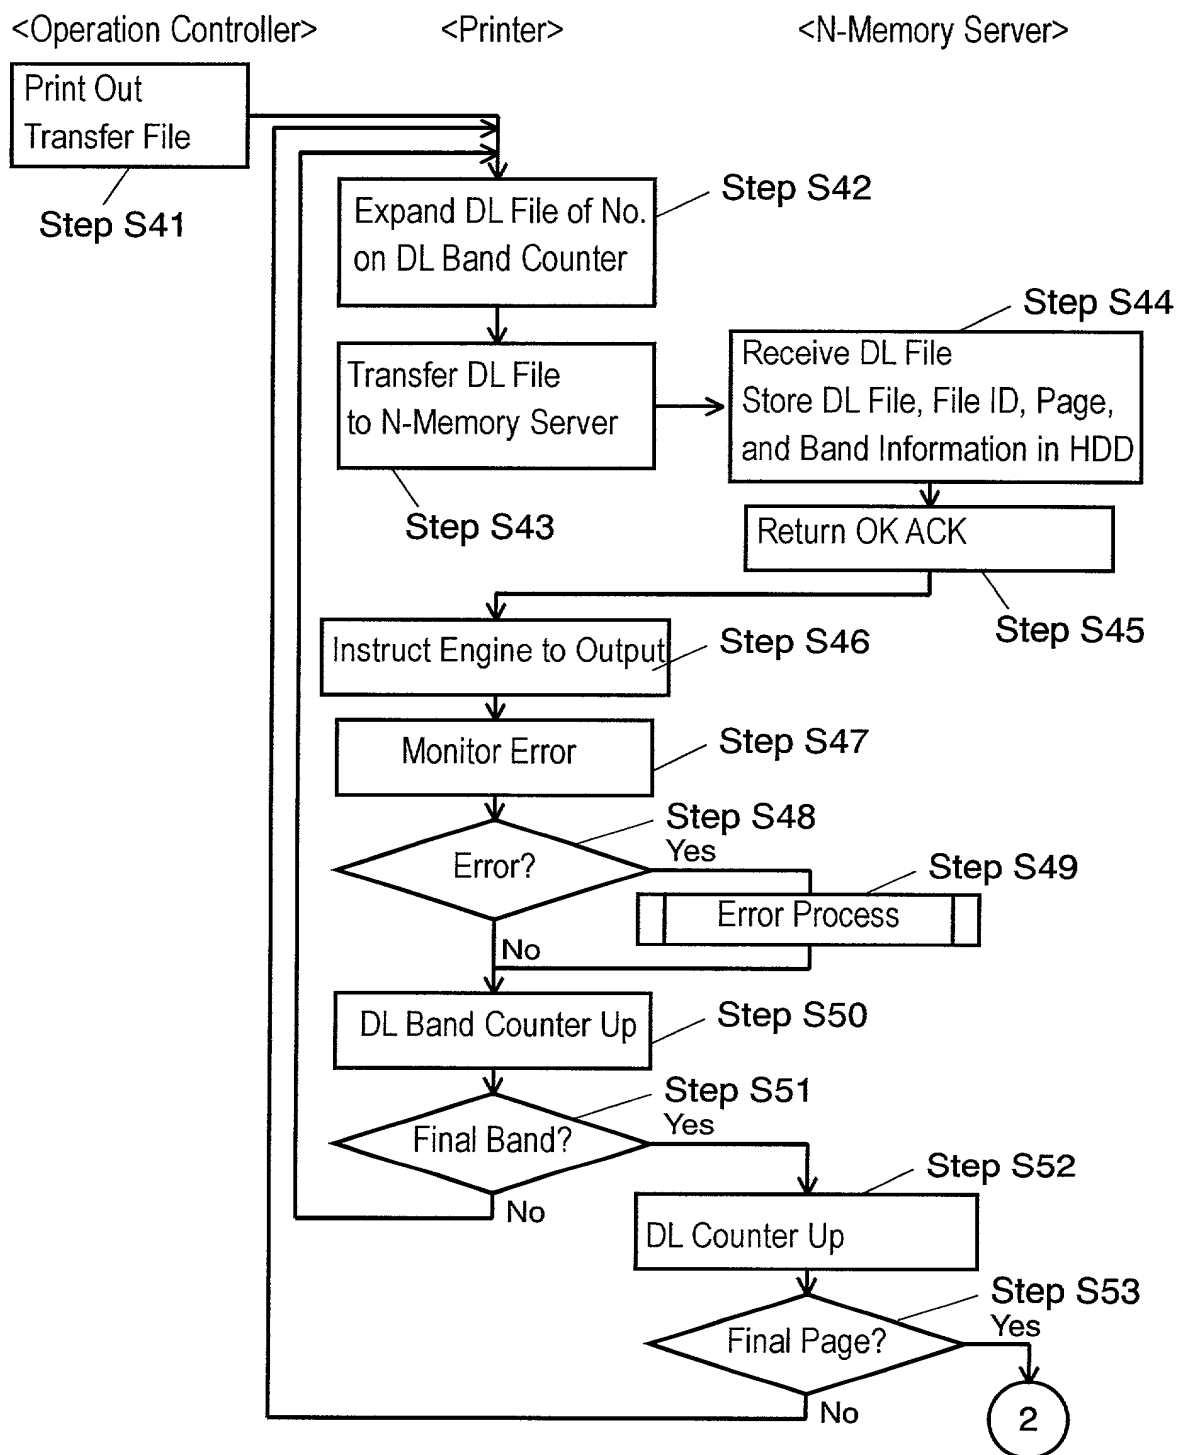 <Operation Controller>
<Printer>
<N-Memory Server>
Print Out
Transfer File
Step S41
Step S42
Expand DL File of No.
on DL Band Counter
Step S44
Receive DL File
Store DL File, File ID, Page,
and Band Information in HDD
Transfer DL File
to N-Memory Server
Step S43
Return OK ACK
Step S45
Instruct Engine to Output
Step S46
Monitor Error
Step S47
Step S48
Error?
Yes
Step S49
Error Process
No
DL Band Counter Up
Step S50
Step S51
Final Band?
Yes
No
Step S52
DL Counter Up
Step S53
Final Page?
Yes
No
2